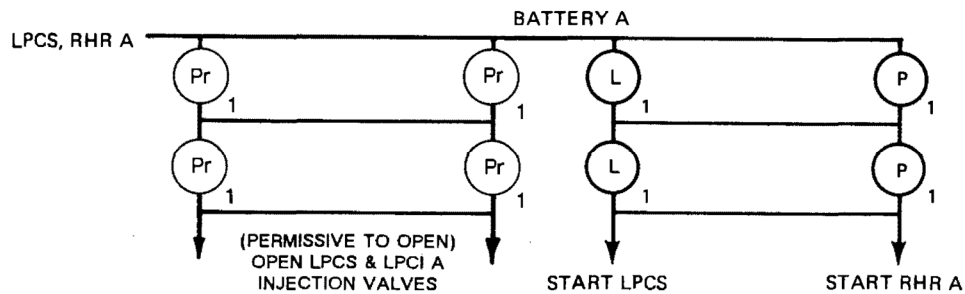 BATTERY A
LPCS, RHR A
Pr Pr L P
1 1 1 1
Pr Pr L P
1 1 1 1
(PERMISSIVE TO OPEN)
OPEN LPCS & LPCI A
INJECTION VALVES
START LPCS
START RHR A